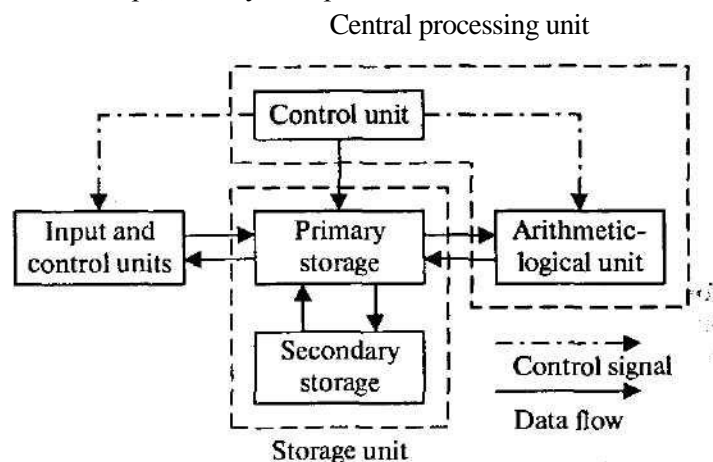 Central processing unit
Control unit
Input and
control units
Primary
storage
Arithmetic-
logical unit
Secondary
storage
Control signal
Data flow
Storage unit